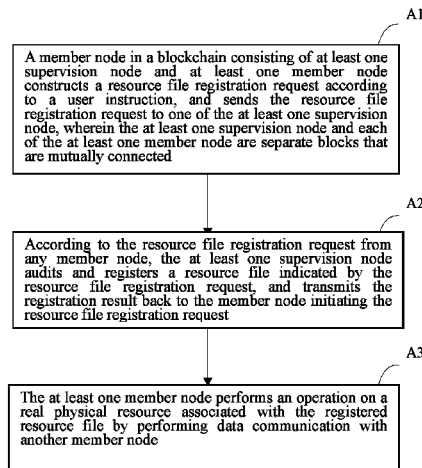 A1
A member node in a blockchain consisting of at least one
supervision node and at least one member node
constructs a resource file registration request according
to a user instruction, and sends the resource file
registration request to one of the at least one supervision
node, wherein the at least one supervision node and each
of the at least one member node are separate blocks that
are mutually connected
A2
According to the resource file registration request from
any member node, the at least one supervision node
audits and registers a resource file indicated by the
resource file registration request, and transmits the
registration result back to the member node initiating the
resource file registration request
A3
The at least one member node performs an operation on a
real physical resource associated with the registered
resource file by performing data communication with
another member node